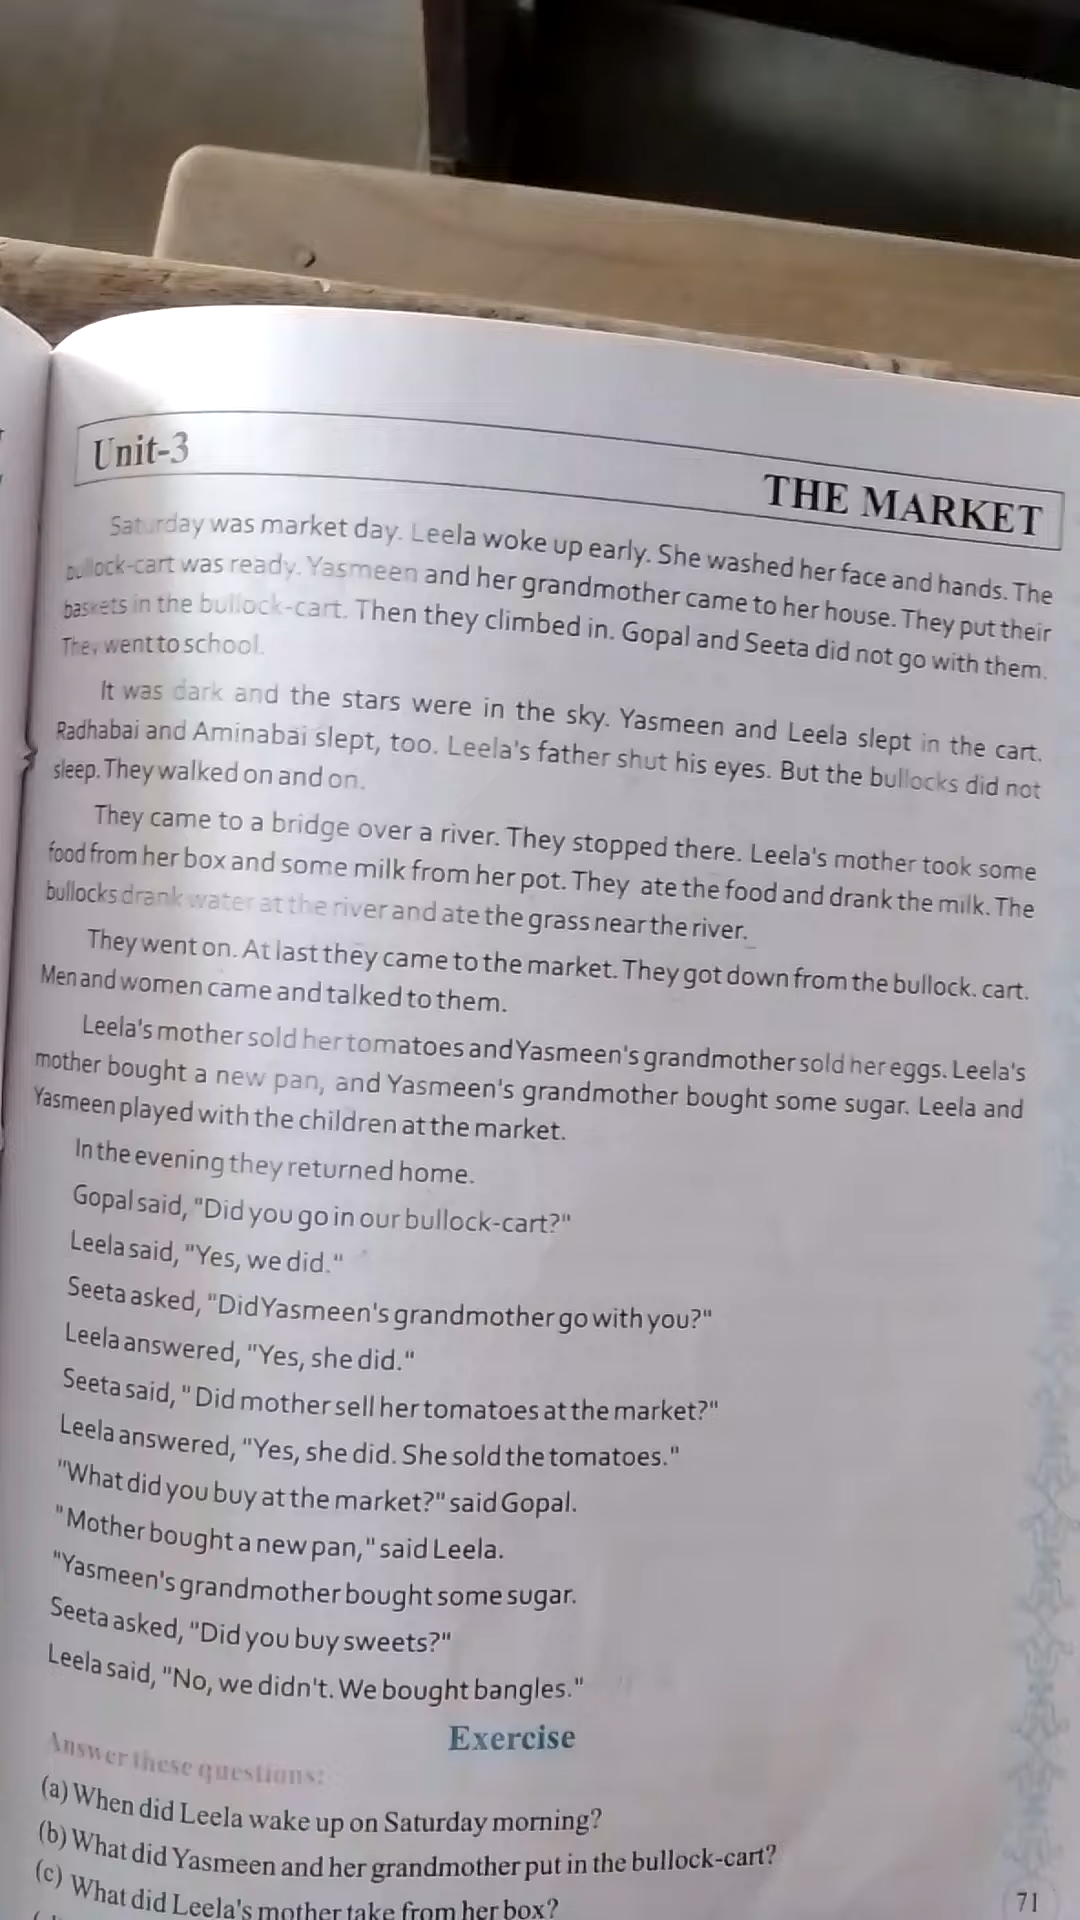 Unit-3
THE MARKET
Saturday was market day. Leela woke up early. She washed her face and hands. The
bullock-cart was ready. Yasmeen and her grandmother came to her house. They put their
baskets in the bullock-cart. Then they climbed in. Gopal and Seeta did not go with them.
They went to school.
It was dark and the stars were in the sky. Yasmeen and Leela slept in the cart.
Radhabai and Aminabai slept, too. Leela's father shut his eyes. But the bullocks did not
sleep. They walked on and on.
They came to a bridge over a river. They stopped there. Leela's mother took some
food from her box and some milk from her pot. They ate the food and drank the milk. The
bullocks drank water at the river and ate the grass near the river.
They went on. At last they came to the market. They got down from the bullock. cart.
Men and women came and talked to them.
Leela's mother sold her tomatoes and Yasmeen's grandmother sold her eggs. Leela's
mother bought a new pan, and Yasmeen's grandmother bought some sugar. Leela and
Yasmeen played with the children at the market.
In the evening they returned home.
Gopal said, "Did you go in our bullock-cart?"
Leela said, "Yes, we did."
Seeta asked, "Did Yasmeen's grandmother go with you?"
Leela answered, "Yes, she did."
Seeta said, " Did mother sell her tomatoes at the market?"
Leela answered, "Yes, she did. She sold the tomatoes."
"What did you buy at the market?" said Gopal.
"Mother bought a new pan," said Leela.
"Yasmeen's grandmother bought some sugar.
Seeta asked, "Did you buy sweets?"
Leela said, "No, we didn't. We bought bangles."
Exercise
Answer these questions:
(a) When did Leela wake up on Saturday morning?
(b) What did Yasmeen and her grandmother put in the bullock-cart?
(c) What did Leela's mother take from her box?
71